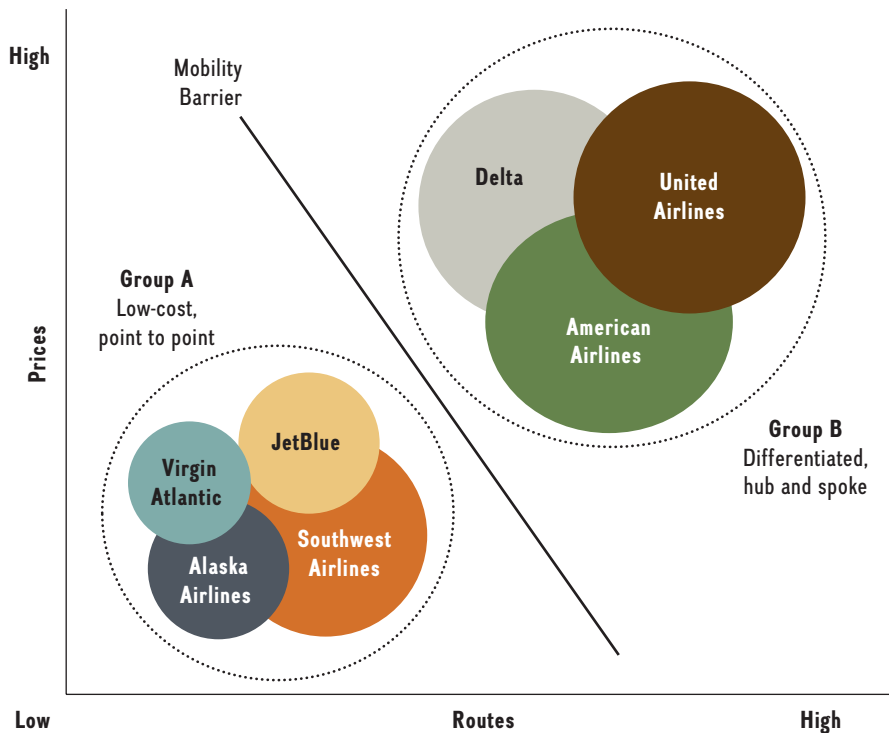 High
Mobility
Barrier
Delta
United
Airlines
Group A
Low-cost,
point to point
American
Airlines
Prices
JetBlue
Group B
Differentiated,
hub and spoke
Virgin
Atlantic
Southwest
Airlines
Alaska
Airlines
Low
Routes
High